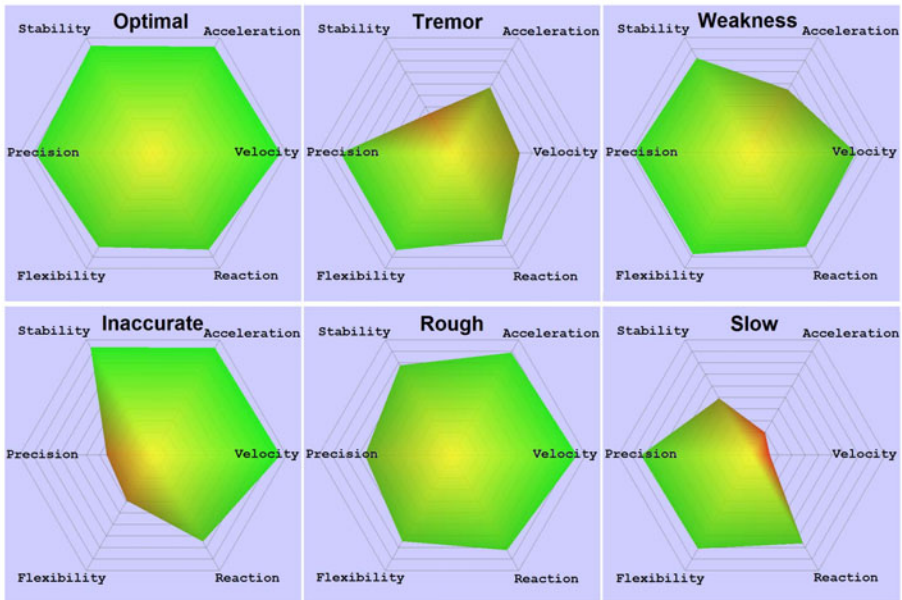 Optimal
Stability Acceleration
Precision Velocity
Flexibility Reaction
Tremor
Stability Acceleration
Precision Velocity
Flexibility Reaction
Weakness
Stability Acceleration
Precision Velocity
Flexibility Reaction
Inaccurate
Stability Acceleration
Precision Velocity
Flexibility Reaction
Rough
Stability Acceleration
Precision Velocity
Flexibility Reaction
Slow
Stability Acceleration
Precision Velocity
Flexibility Reaction